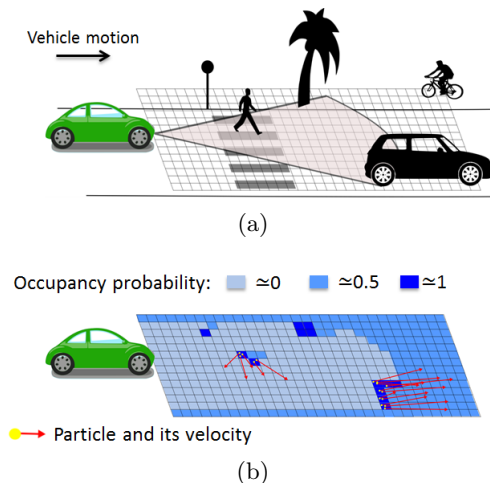 Vehicle motion
(a)
Occupancy probability: ≃0 ≃0.5 ≃1
Particle and its velocity
(b)